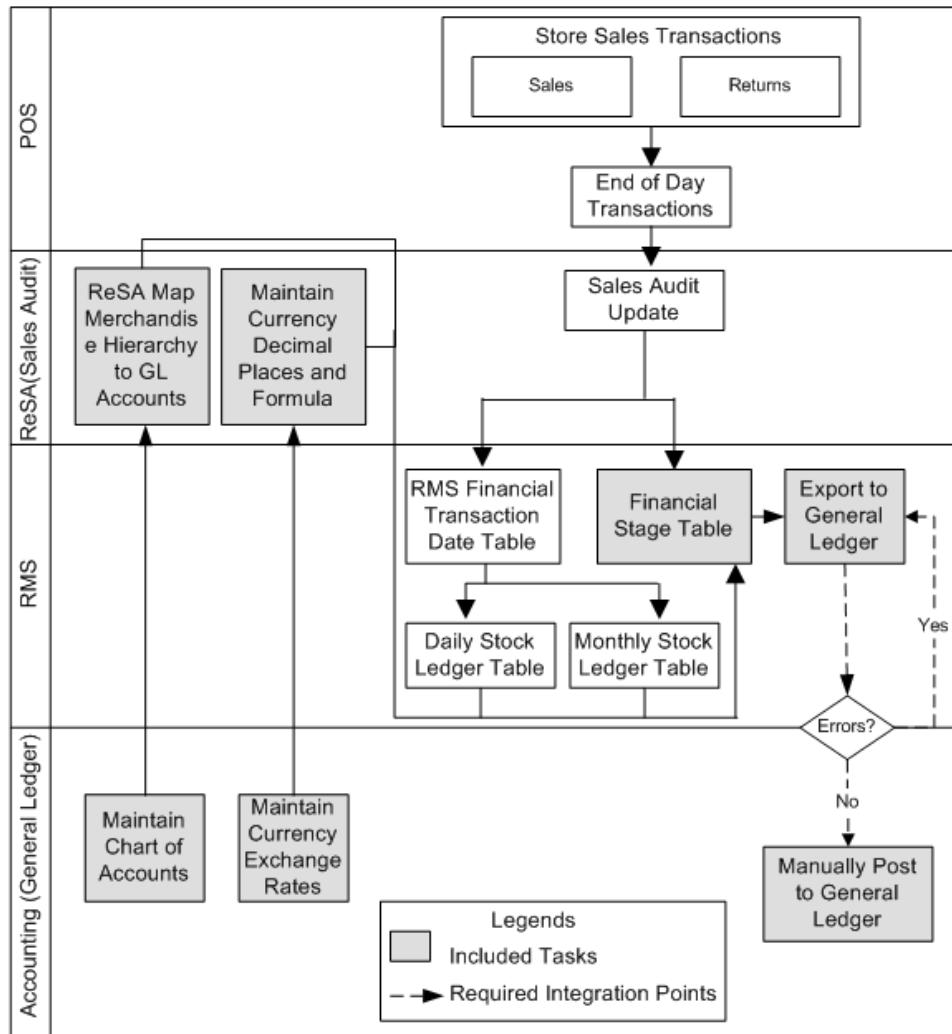 POS
Store Sales Transactions
Sales
Returns
End of Day
Transactions
ReSA(Sales Audit)
ReSA Map
Merchandis
e Hierarchy
to GL
Accounts
Maintain
Currency
Decimal
Places and
Formula
Sales Audit
Update
RMS
RMS Financial
Transaction
Date Table
Financial
Stage Table
Export to
General
Ledger
Daily Stock
Ledger Table
Monthly Stock
Ledger Table
Yes
Errors?
Accounting (General Ledger)
Maintain
Chart of
Accounts
Maintain
Currency
Exchange
Rates
No
Manually Post
to General
Ledger
Legends
Included Tasks
Required Integration Points